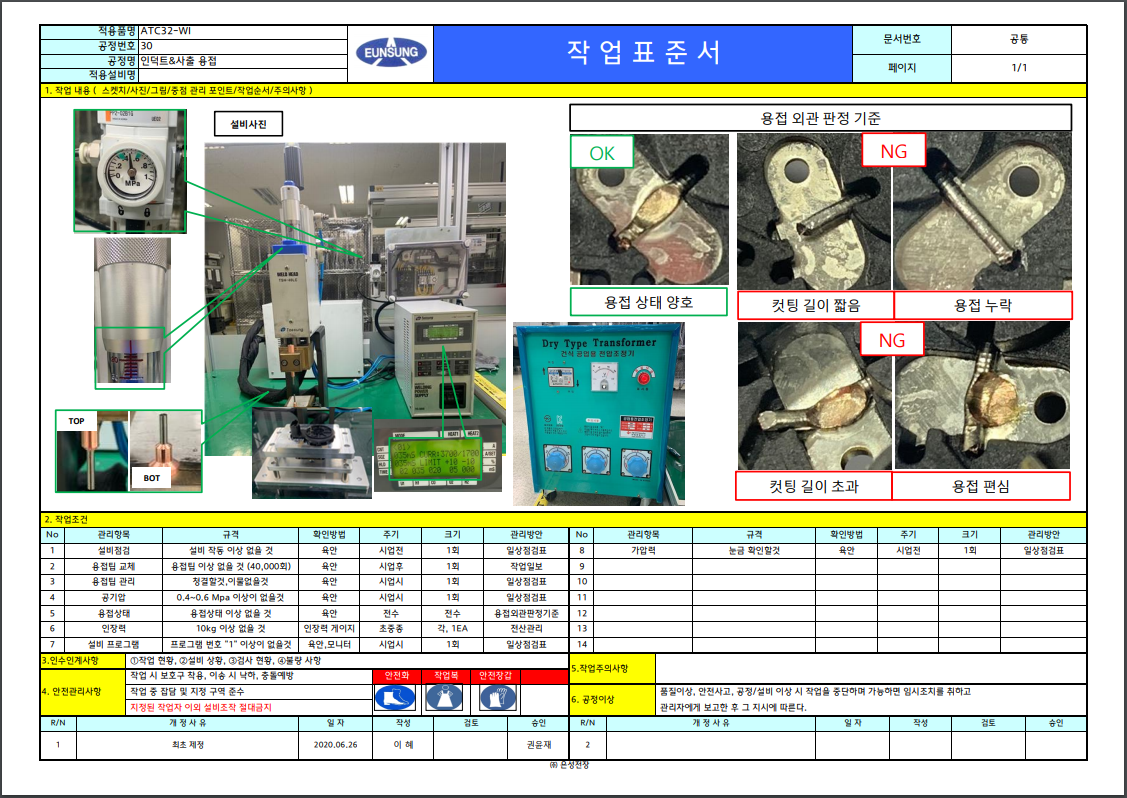 적용품명 ATC32-WI
공정번호 30
공정명 인덕트&사출 용접
적용설비명
EUNSUNG
작업표준서
문서번호 공통
페이지 1/1
1. 작업 내용 ( 스켓지/사진/그림/중점 관리 포인트/작업순서/주의사항 )
설비사진
MPa
WELD HEAD
TOP
BOT
용접 외관 판정 기준
OK
NG
용접 상태 양호
컷팅 길이 짧음
용접 누락
NG
컷팅 길이 초과
용접 편심
Dry Type Transformer
건식 공업용 전압조정기
2. 작업조건
No 관리항목 규격 확인방법 주기 크기 관리방안 No 관리항목 규격 확인방법 주기 크기 관리방안
1 설비점검 설비 작동 이상 없을 것 육안 시업전 1회 일상점검표 8 가압력 눈금 확인할것 육안 시업전 1회 일상점검표
2 용접팁 교체 용접팁 이상 없을 것 (40,000회) 육안 시업후 1회 작업일보 9
3 용접팁 관리 청결할것,이물없을것 육안 시업시 1회 일상점검표 10
4 공기압 0.4~0.6 Mpa 이상이 없을것 육안 시업시 1회 일상점검표 11
5 용접상태 용접상태 이상 없을 것 육안 전수 전수 용접외관판정기준 12
6 인장력 10kg 이상 없을 것 인장력 게이지 초중종 각, 1EA 전산관리 13
7 설비 프로그램 프로그램 번호 "1" 이상이 없을것 육안,모니터 시업시 1회 일상점검표 14
3.인수인계사항 ①작업 현황, ②설비 상황, ③검사 현황, ④불량 사항
4. 안전관리사항
작업 시 보호구 착용, 이송 시 낙하, 충돌예방
작업 중 잡담 및 지정 구역 준수
지정된 작업자 이외 설비조작 절대금지
안전화 작업복 안전장갑
5.작업주의사항
6. 공정이상
품질이상, 안전사고, 공정/설비 이상 시 작업을 중단하며 가능하면 임시조치를 취하고
관리자에게 보고한 후 그 지시에 따른다.
R/N 개 정 사 유 일 자 작성 검토 승인 R/N 개 정 사 유 일 자 작성 검토 승인
1 최초 제정 2020.06.26 이 혜 권윤재 2
㈜ 은성전장